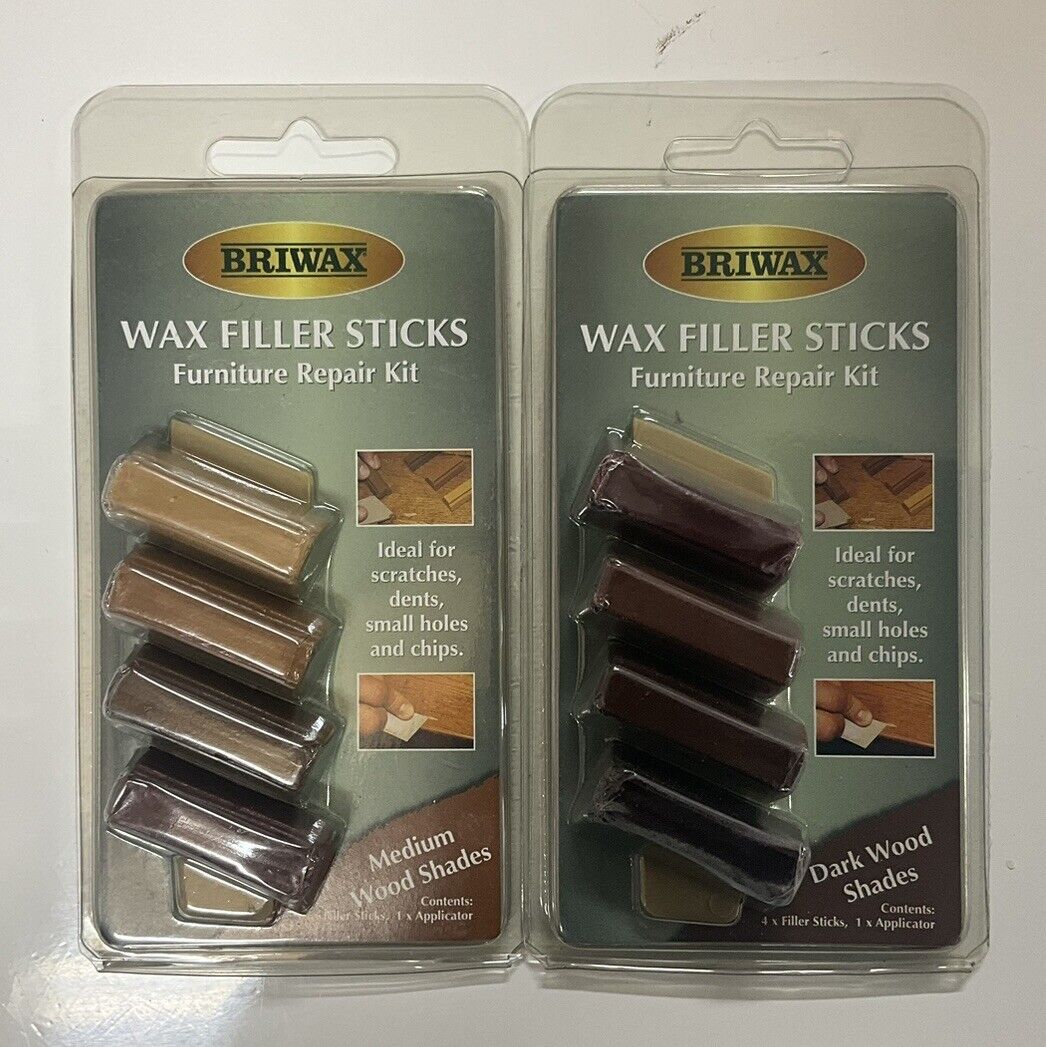 BRIWAX
WAX FILLER STICKS
Furniture Repair Kit
Ideal for
scratches,
dents,
small holes
and chips.
Medium
Wood Shades
Contents:
Filler Sticks, 1 x Applicator
BRIWAX
WAX FILLER STICKS
Furniture Repair Kit
Ideal for
scratches,
dents,
small holes
and chips.
Dark Wood
Shades
Contents:
4 x Filler Sticks, 1 x Applicator